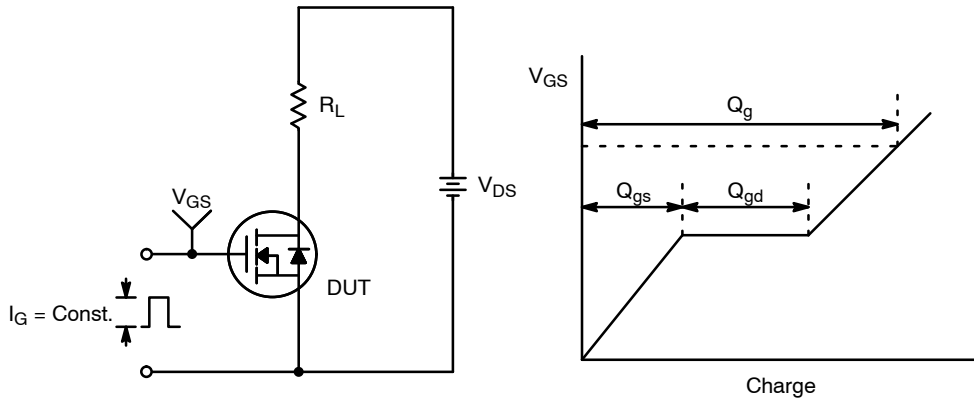 R_L
V_GS
V_DS
DUT
I_G = Const.
V_GS
Q_g
Q_gs
Q_gd
Charge